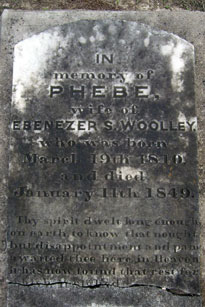 IN
memory of
PHEBE,
wife of
EBENEZER S. WOOLLEY
who was born
March 19th 1810
and died
January 11th 1849.
Thy spirit dwelt long enough
on earth to know that nought
but disappointment and pain
awaited thee here in Heaven
it has now found that rest for